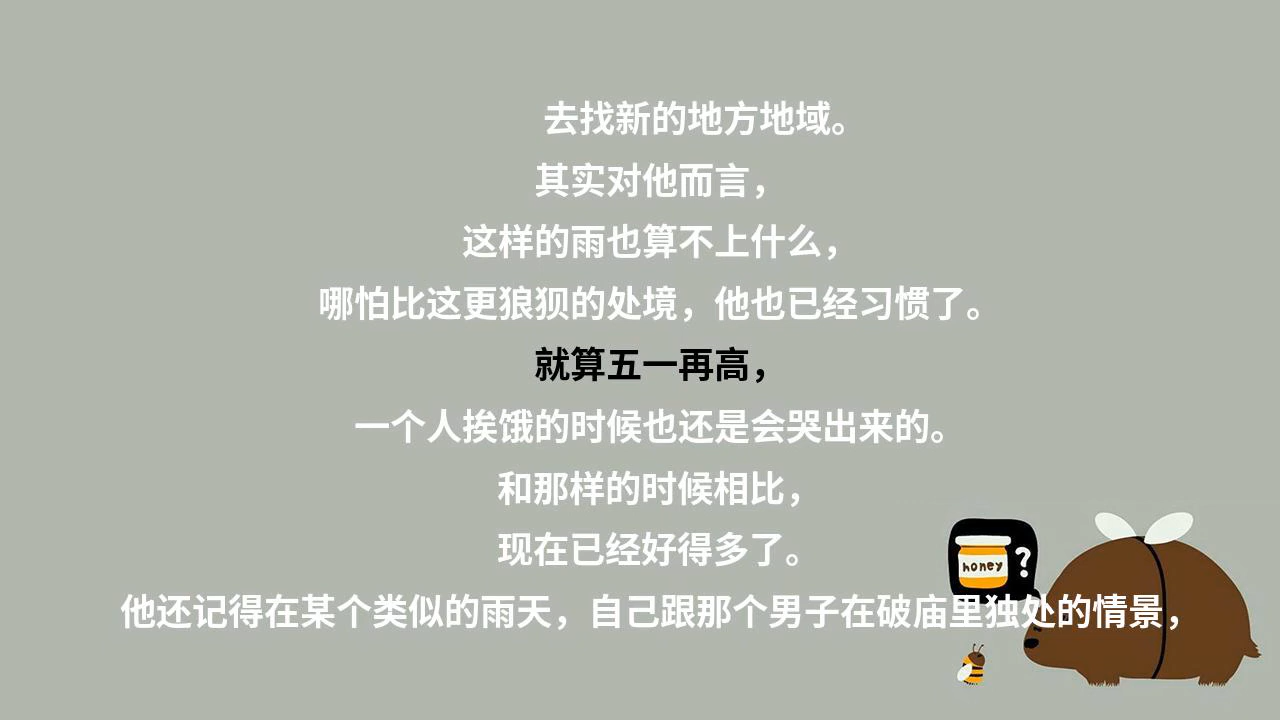 去找新的地方地域。
其实对他而言，
这样的雨也算不上什么，
哪怕比这更狼狈的处境，他也已经习惯了。
就算五一再高，
一个人挨饿的时候也还是会哭出来的。
和那样的时候相比，
现在已经好得多了。
honey ?
他还记得在某个类似的雨天，自己跟那个男子在破庙里独处的情景，